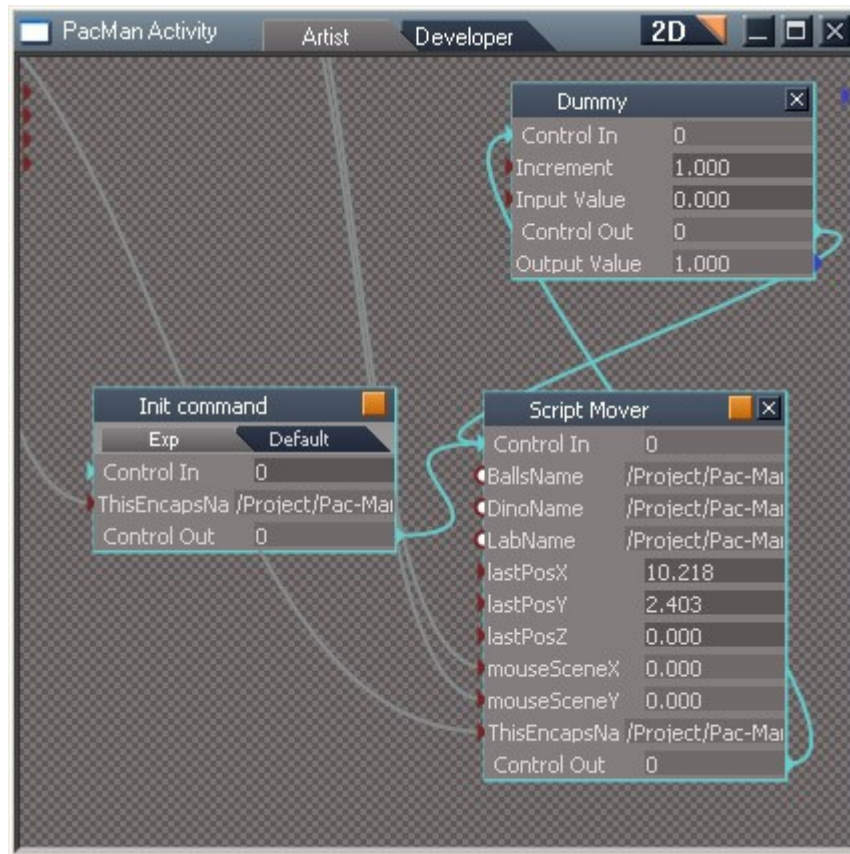 PacMan Activity Artist Developer 2D
Dummy
Control In 0
Increment 1.000
Input Value 0.000
Control Out 0
Output Value 1.000
Init command
Exp Default
Control In 0
ThisEncapsNa /Project/Pac-Mar
Control Out 0
Script Mover
Control In 0
BallsName /Project/Pac-Mar
DinoName /Project/Pac-Mar
LabName /Project/Pac-Mar
lastPosX 10.218
lastPosY 2.403
lastPosZ 0.000
mouseSceneX 0.000
mouseSceneY 0.000
ThisEncapsNa /Project/Pac-Mar
Control Out 0